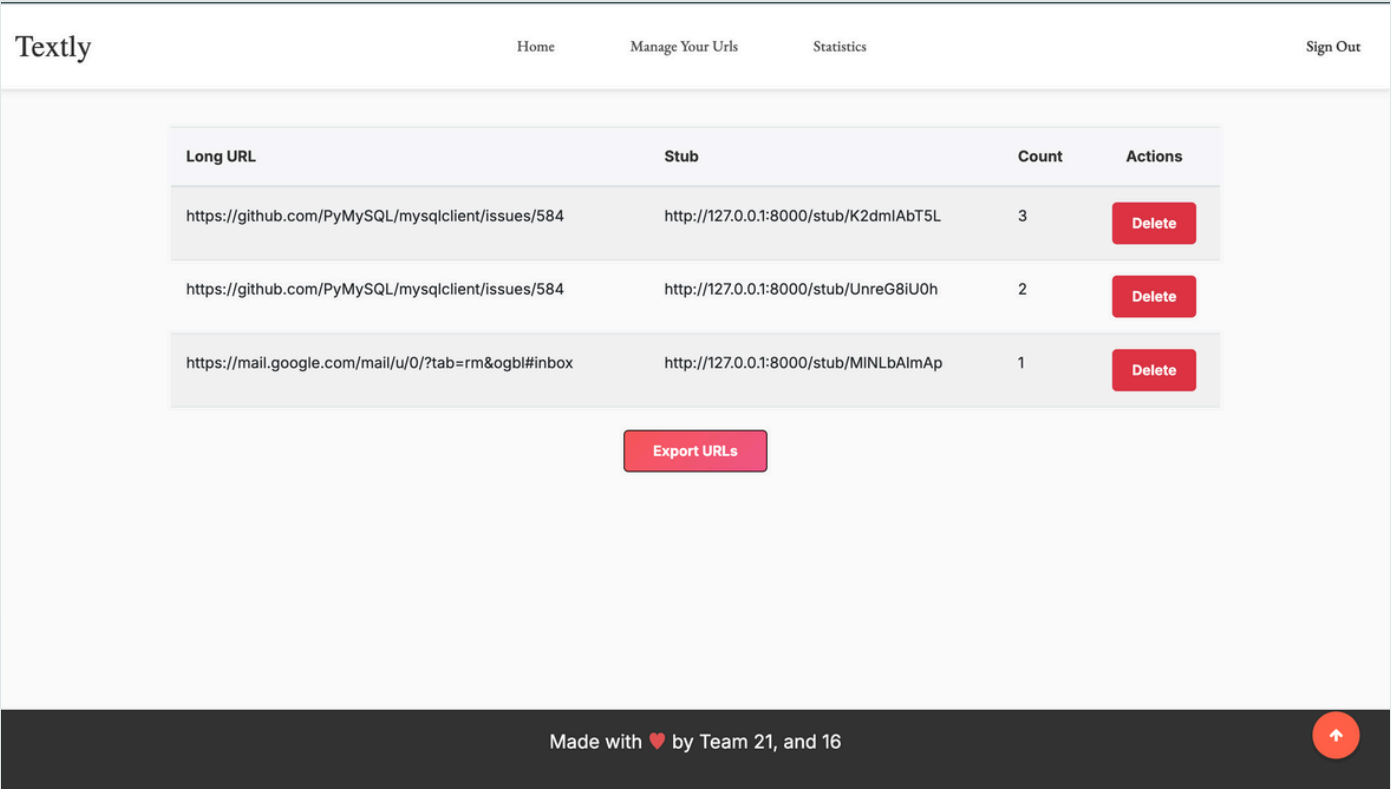 Textly
Home Manage Your Urls Statistics Sign Out
Long URL Stub Count Actions
https://github.com/PyMySQL/mysqlclient/issues/584 http://127.0.0.1:8000/stub/K2dmIAbT5L 3 Delete
https://github.com/PyMySQL/mysqlclient/issues/584 http://127.0.0.1:8000/stub/UnreG8iU0h 2 Delete
https://mail.google.com/mail/u/0/?tab=rm&ogbl#inbox http://127.0.0.1:8000/stub/MlNLbAlmAp 1 Delete
Export URLs
Made with ♥ by Team 21, and 16